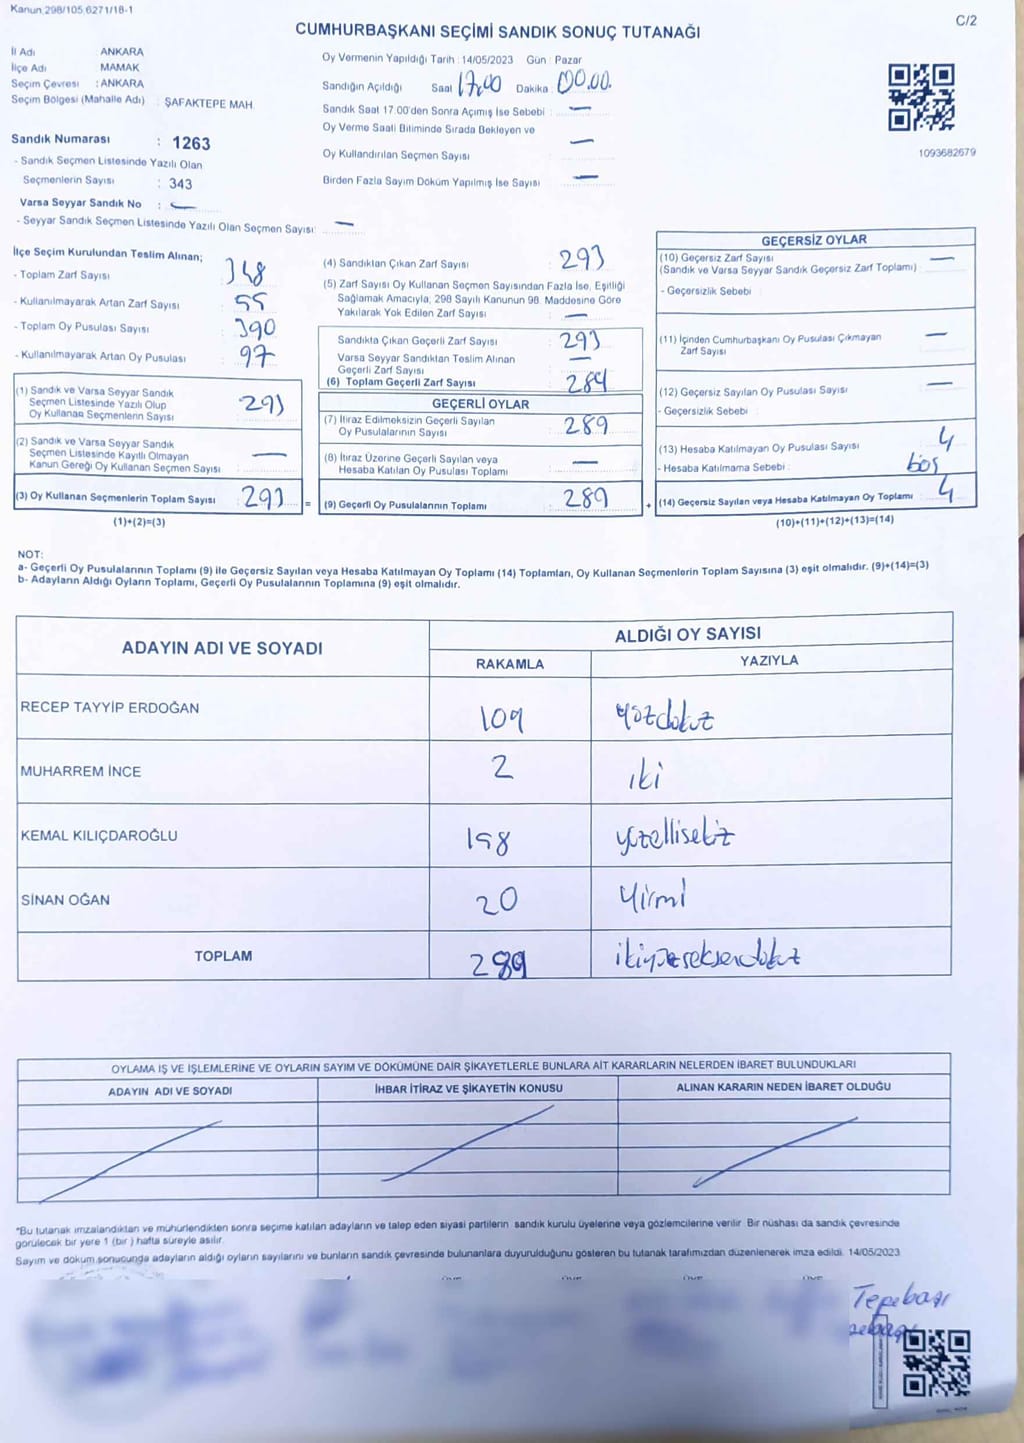 Kanun 298/105 6271/18-1
C/2
CUMHURBAŞKANI SEÇİMİ SANDIK SONUÇ TUTANAĞI
İl Adı : ANKARA
İlçe Adı : MAMAK
Seçim Çevresi : ANKARA
Seçim Bölgesi (Mahalle Adı) : ŞAFAKTEPE MAH.
Sandık Numarası : 1263
- Sandık Seçmen Listesinde Yazılı Olan
Seçmenlerin Sayısı : 343
Varsa Seyyar Sandık No : —
- Seyyar Sandık Seçmen Listesinde Yazılı Olan Seçmen Sayısı: —
Oy Vermenin Yapıldığı Tarih : 14/05/2023 Gün : Pazar
Sandığın Açıldığı Saat 17.00 Dakika : 00.00.
Sandık Saat 17.00'den Sonra Açımış İse Sebebi : —
Oy Verme Saati Bitiminde Sırada Bekleyen ve
Oy Kullandırılan Seçmen Sayısı —
Birden Fazla Sayım Döküm Yapılmış İse Sayısı : —
1093682679
İlçe Seçim Kurulundan Teslim Alınan;
- Toplam Zarf Sayısı : 348
- Kullanılmayarak Artan Zarf Sayısı : 55
- Toplam Oy Pusulası Sayısı : 390
- Kullanılmayarak Artan Oy Pusulası : 97
(1) Sandık ve Varsa Seyyar Sandık
Seçmen Listesinde Yazılı Olup
Oy Kullanan Seçmenlerin Sayısı : 293
(2) Sandık ve Varsa Seyyar Sandık
Seçmen Listesinde Kayıtlı Olmayan
Kanun Gereği Oy Kullanan Seçmen Sayısı : —
(3) Oy Kullanan Seçmenlerin Toplam Sayısı : 293
(1)+(2)=(3)
(4) Sandıktan Çıkan Zarf Sayısı : 293
(5) Zarf Sayısı Oy Kullanan Seçmen Sayısından Fazla İse, Eşitliği
Sağlamak Amacıyla, 298 Sayılı Kanunun 98. Maddesine Göre
Yakılarak Yok Edilen Zarf Sayısı : —
Sandıkta Çıkan Geçerli Zarf Sayısı : 293
Varsa Seyyar Sandıktan Teslim Alınan
Geçerli Zarf Sayısı : —
(6) Toplam Geçerli Zarf Sayısı : 289
GEÇERLİ OYLAR
(7) İtiraz Edilmeksizin Geçerli Sayılan
Oy Pusulalarının Sayısı : 289
(8) İtiraz Üzerine Geçerli Sayılan veya
Hesaba Katılan Oy Pusulası Toplamı : —
= (9) Geçerli Oy Pusulalarının Toplamı : 289
GEÇERSİZ OYLAR
(10) Geçersiz Zarf Sayısı
(Sandık ve Varsa Seyyar Sandık Geçersiz Zarf Toplamı) : —
- Geçersizlik Sebebi :
(11) İçinden Cumhurbaşkanı Oy Pusulası Çıkmayan
Zarf Sayısı —
(12) Geçersiz Sayılan Oy Pusulası Sayısı : —
- Geçersizlik Sebebi :
(13) Hesaba Katılmayan Oy Pusulası Sayısı : 4
- Hesaba Katılmama Sebebi : boş
+ (14) Geçersiz Sayılan veya Hesaba Katılmayan Oy Toplamı : 4
(10)+(11)+(12)+(13)=(14)
NOT:
a- Geçerli Oy Pusulalarının Toplamı (9) ile Geçersiz Sayılan veya Hesaba Katılmayan Oy Toplamı (14) Toplamları, Oy Kullanan Seçmenlerin Toplam Sayısına (3) eşit olmalıdır. (9)+(14)=(3)
b- Adayların Aldığı Oyların Toplamı, Geçerli Oy Pusulalarının Toplamına (9) eşit olmalıdır.
ADAYIN ADI VE SOYADI ALDIĞI OY SAYISI
RAKAMLA YAZIYLA
RECEP TAYYİP ERDOĞAN 109 yüzdokuz
MUHARREM İNCE 2 iki
KEMAL KILIÇDAROĞLU 158 yüzellisekiz
SİNAN OĞAN 20 Yirmi
TOPLAM 289 ikiyüzseksendokuz
OYLAMA İŞ VE İŞLEMLERİNE VE OYLARIN SAYIM VE DÖKÜMÜNE DAİR ŞİKAYETLERLE BUNLARA AİT KARARLARIN NELERDEN İBARET BULUNDUKLARI
ADAYIN ADI VE SOYADI İHBAR İTİRAZ VE ŞİKAYETİN KONUSU ALINAN KARARIN NEDEN İBARET OLDUĞU
*Bu tutanak imzalandıktan ve mühürlendikten sonra seçime katılan adayların ve talep eden siyasi partilerin sandık kurulu üyelerine veya gözlemcilerine verilir. Bir nüshası da sandık çevresinde
görülecek bir yere 1 (bir) hafta süreyle asılır.
Sayım ve döküm sonucunda adayların aldığı oyların sayılarını ve bunların sandık çevresinde bulunanlara duyurulduğunu gösteren bu tutanak tarafımızdan düzenlenerek imza edildi. 14/05/2023
Tepebaşı